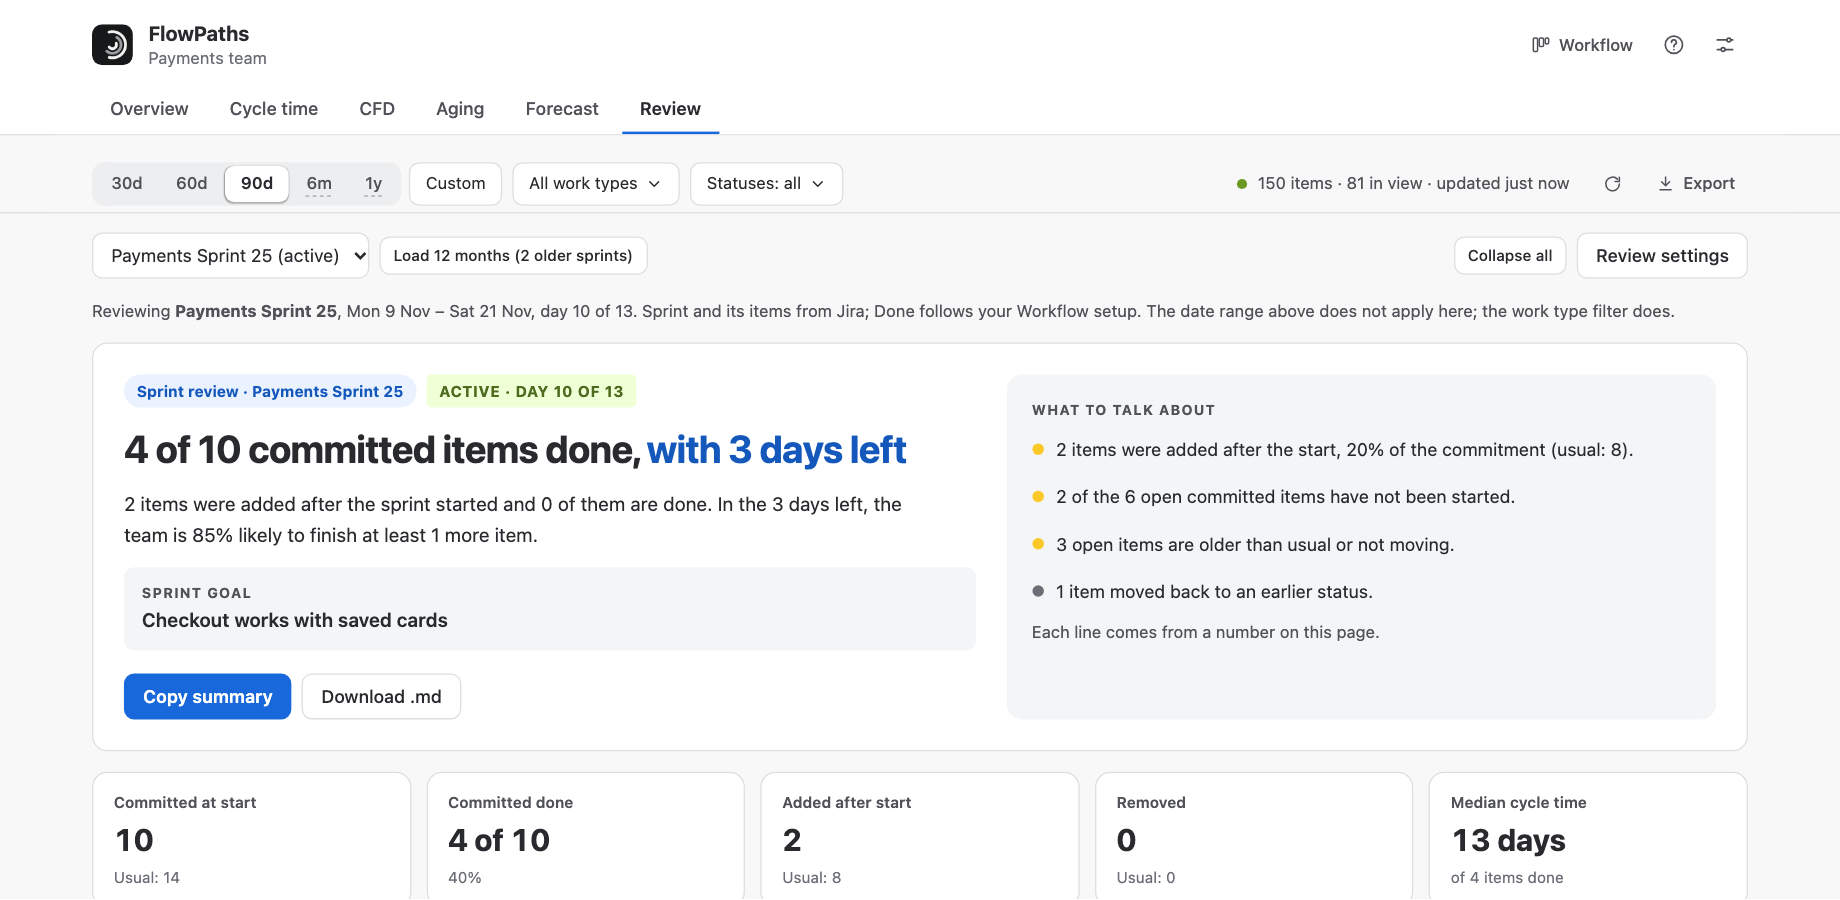 FlowPaths
Payments team
Workflow
Overview
Cycle time
CFD
Aging
Forecast
Review
30d
60d
90d
6m
1y
Custom
All work types
Statuses: all
150 items · 81 in view · updated just now
Export
Payments Sprint 25 (active)
Load 12 months (2 older sprints)
Collapse all
Review settings
Reviewing Payments Sprint 25, Mon 9 Nov – Sat 21 Nov, day 10 of 13. Sprint and its items from Jira; Done follows your Workflow setup. The date range above does not apply here; the work type filter does.
Sprint review · Payments Sprint 25
ACTIVE · DAY 10 OF 13
4 of 10 committed items done, with 3 days left
2 items were added after the sprint started and 0 of them are done. In the 3 days left, the
team is 85% likely to finish at least 1 more item.
SPRINT GOAL
Checkout works with saved cards
Copy summary
Download .md
WHAT TO TALK ABOUT
2 items were added after the start, 20% of the commitment (usual: 8).
2 of the 6 open committed items have not been started.
3 open items are older than usual or not moving.
1 item moved back to an earlier status.
Each line comes from a number on this page.
Committed at start
10
Usual: 14
Committed done
4 of 10
40%
Added after start
2
Usual: 8
Removed
0
Usual: 0
Median cycle time
13 days
of 4 items done